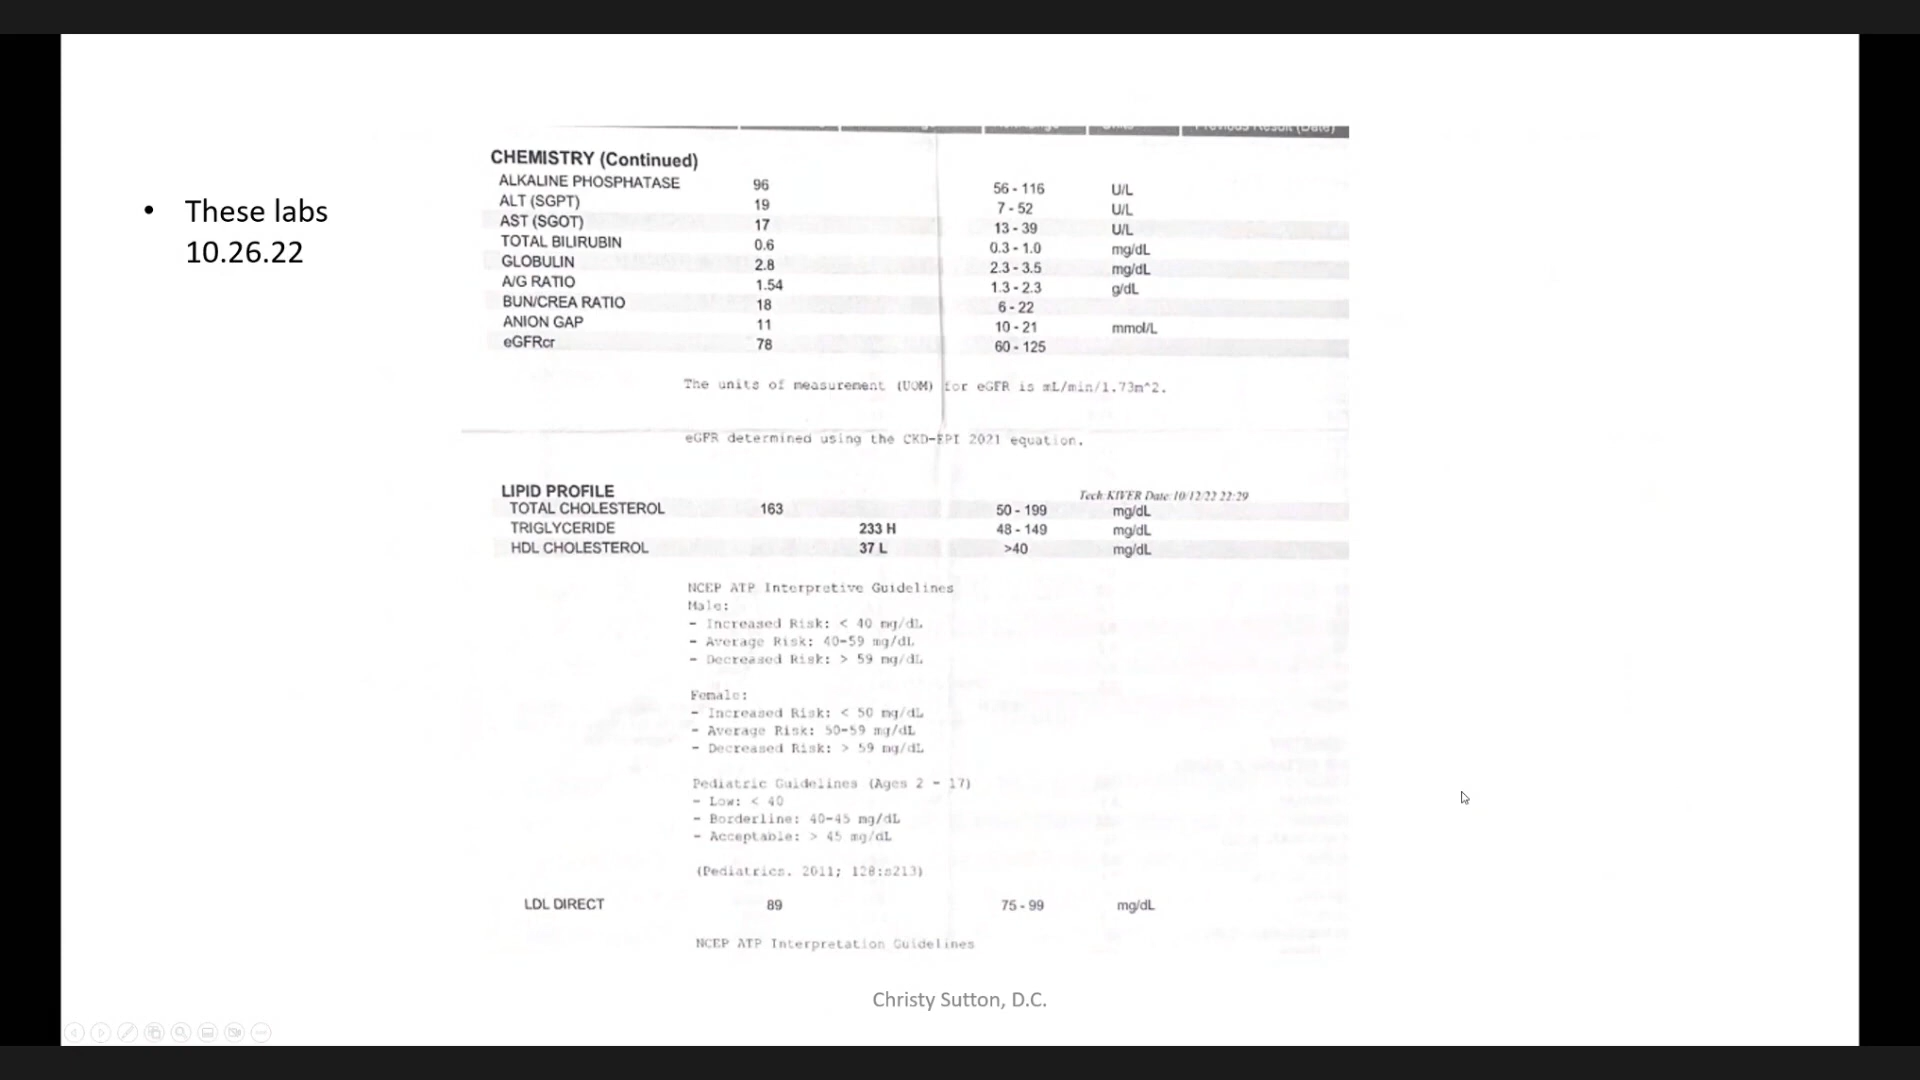 Previous Result (Date)
CHEMISTRY (Continued)
ALKALINE PHOSPHATASE 96 56 - 116 U/L
• These labs
10.26.22
ALT (SGPT) 19 7 - 52 U/L
AST (SGOT) 17 13 - 39 U/L
TOTAL BILIRUBIN 0.6 0.3 - 1.0 mg/dL
GLOBULIN 2.8 2.3 - 3.5 mg/dL
A/G RATIO 1.54 1.3 - 2.3 g/dL
BUN/CREA RATIO 18 6 - 22
ANION GAP 11 10 - 21 mmol/L
eGFRcr 78 60 - 125
The units of measurement (UOM) for eGFR is mL/min/1.73m^2.
eGFR determined using the CKD-EPI 2021 equation.
LIPID PROFILE Tech:KIVER Date:10/12/22 22:29
TOTAL CHOLESTEROL 163 50 - 199 mg/dL
TRIGLYCERIDE 233 H 48 - 149 mg/dL
HDL CHOLESTEROL 37 L >40 mg/dL
NCEP ATP Interpretive Guidelines
Male:
- Increased Risk: < 40 mg/dL
- Average Risk: 40-59 mg/dL
- Decreased Risk: > 59 mg/dL
Female:
- Increased Risk: < 50 mg/dL
- Average Risk: 50-59 mg/dL
- Decreased Risk: > 59 mg/dL
Pediatric Guidelines (Ages 2 - 17)
- Low: < 40
- Borderline: 40-45 mg/dL
- Acceptable: > 45 mg/dL
(Pediatrics. 2011; 128:s213)
LDL DIRECT 89 75 - 99 mg/dL
NCEP ATP Interpretation Guidelines
Christy Sutton, D.C.